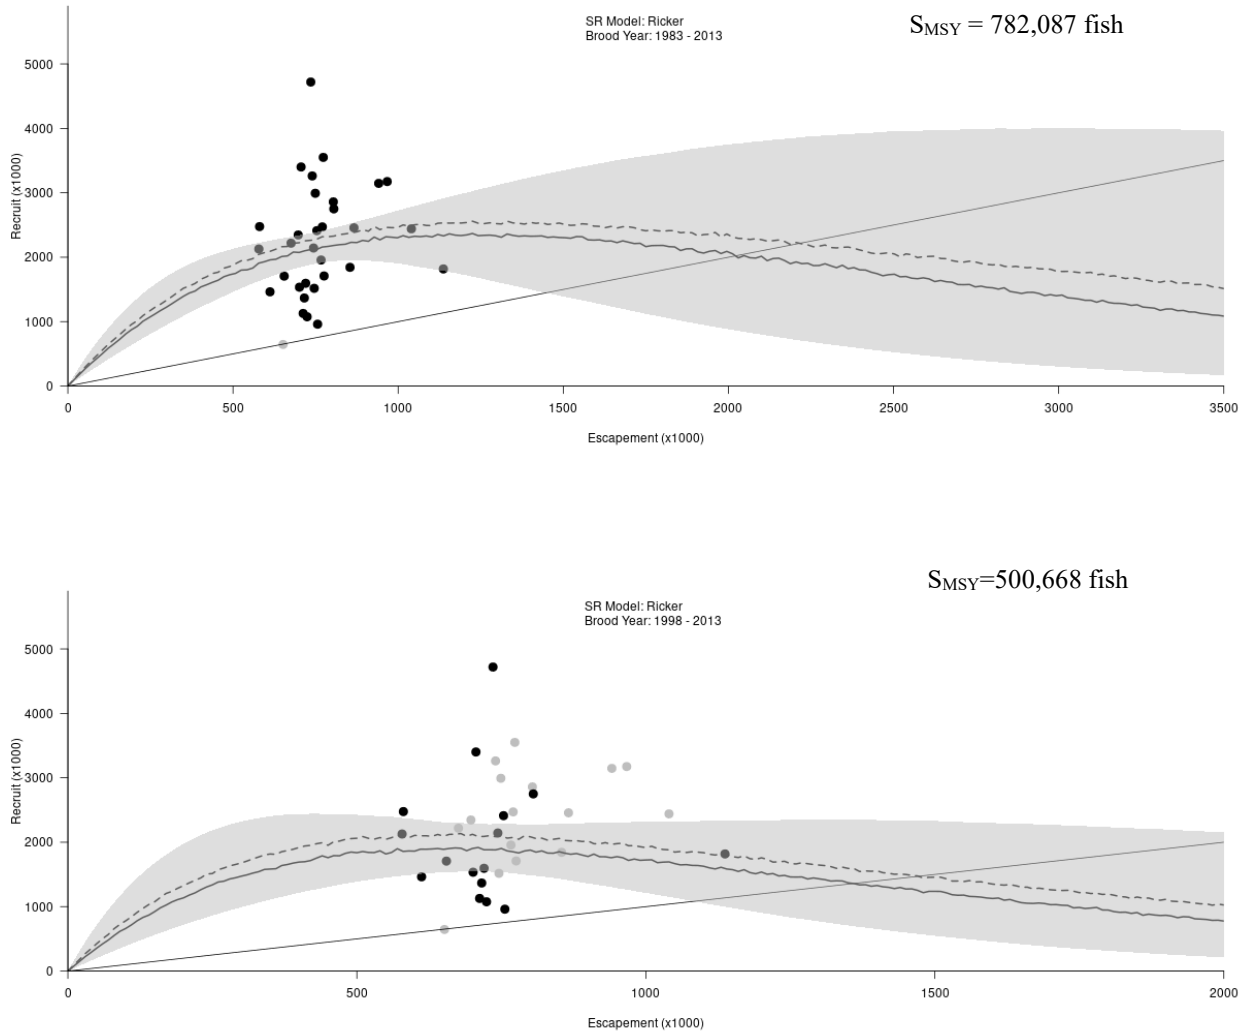 SR Model: Ricker
Brood Year: 1983 - 2013
SMSY = 782,087 fish
5000
4000
3000
2000
1000
0
Recruit (x1000)
0 500 1000 1500 2000 2500 3000 3500
Escapement (x1000)
SMSY=500,668 fish
SR Model: Ricker
Brood Year: 1998 - 2013
5000
4000
3000
2000
1000
0
Recruit (x1000)
0 500 1000 1500 2000
Escapement (x1000)